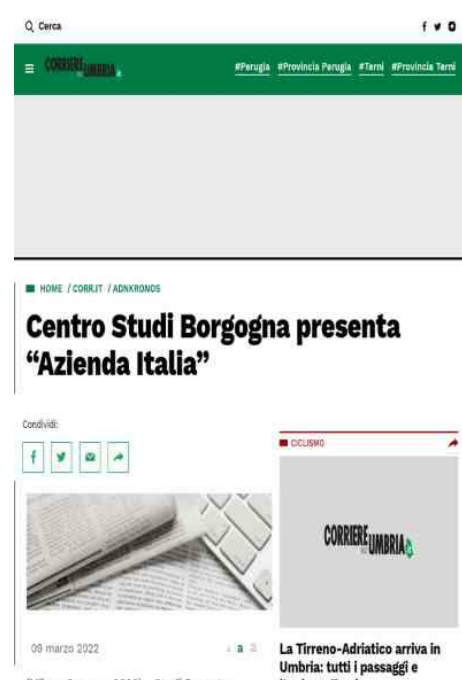 Cerca
CORRIERE UMBRIA
#Perugia #Provincia Perugia #Terni #Provincia Terni
HOME / CORR.IT / ADNKRONOS
Centro Studi Borgogna presenta
“Azienda Italia”
Condividi:
CICLISMO
CORRIERE UMBRIA
09 marzo 2022
a a a
La Tirreno-Adriatico arriva in
Umbria: tutti i passaggi e